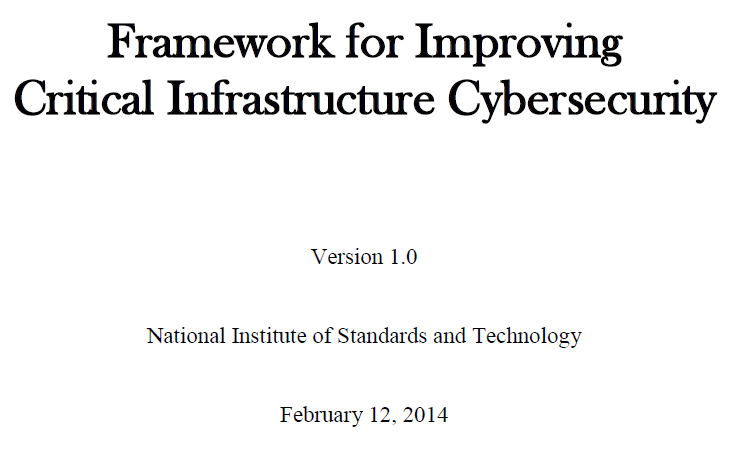 Framework for Improving
Critical Infrastructure Cybersecurity
Version 1.0
National Institute of Standards and Technology
February 12, 2014